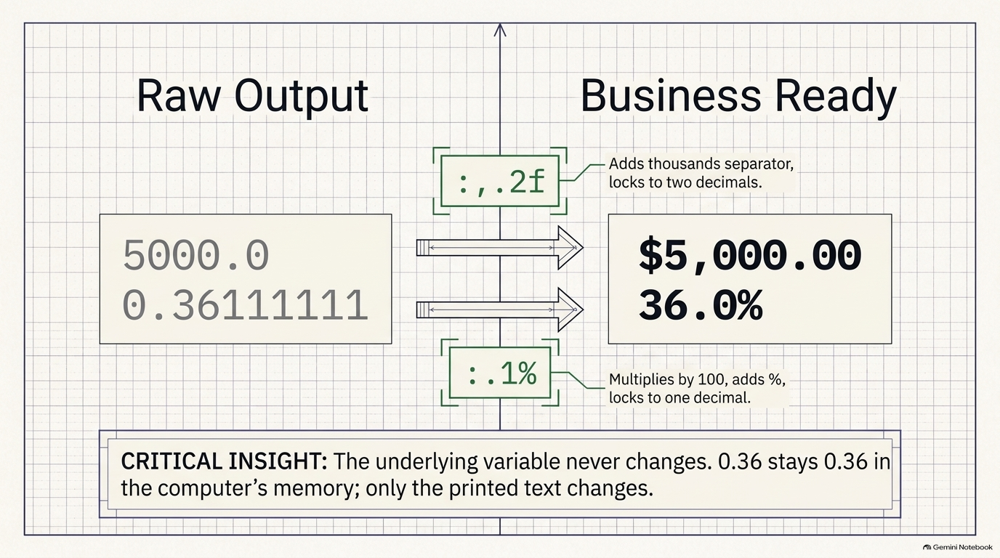 Raw Output
Business Ready
:,.2f
Adds thousands separator,
locks to two decimals.
5000.0
0.36111111
$5,000.00
36.0%
:.1%
Multiplies by 100, adds %,
locks to one decimal.
CRITICAL INSIGHT: The underlying variable never changes. 0.36 stays 0.36 in
the computer’s memory; only the printed text changes.
Gemini Notebook